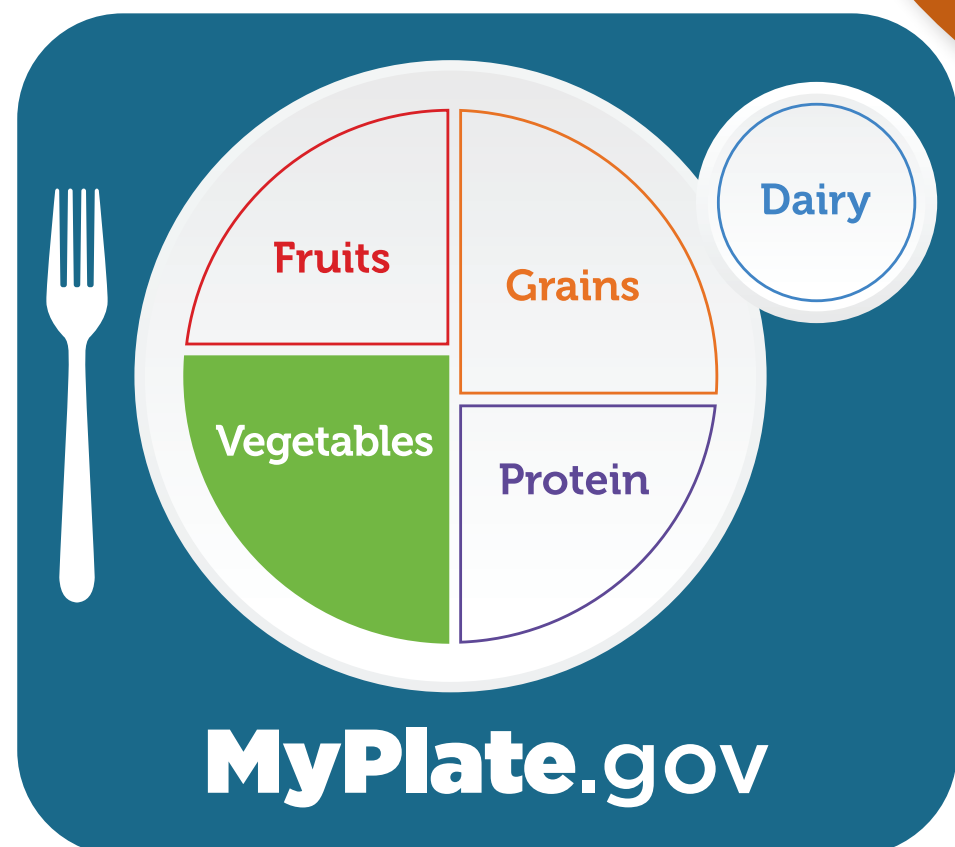 Fruits
Grains
Dairy
Vegetables
Protein
MyPlate.gov